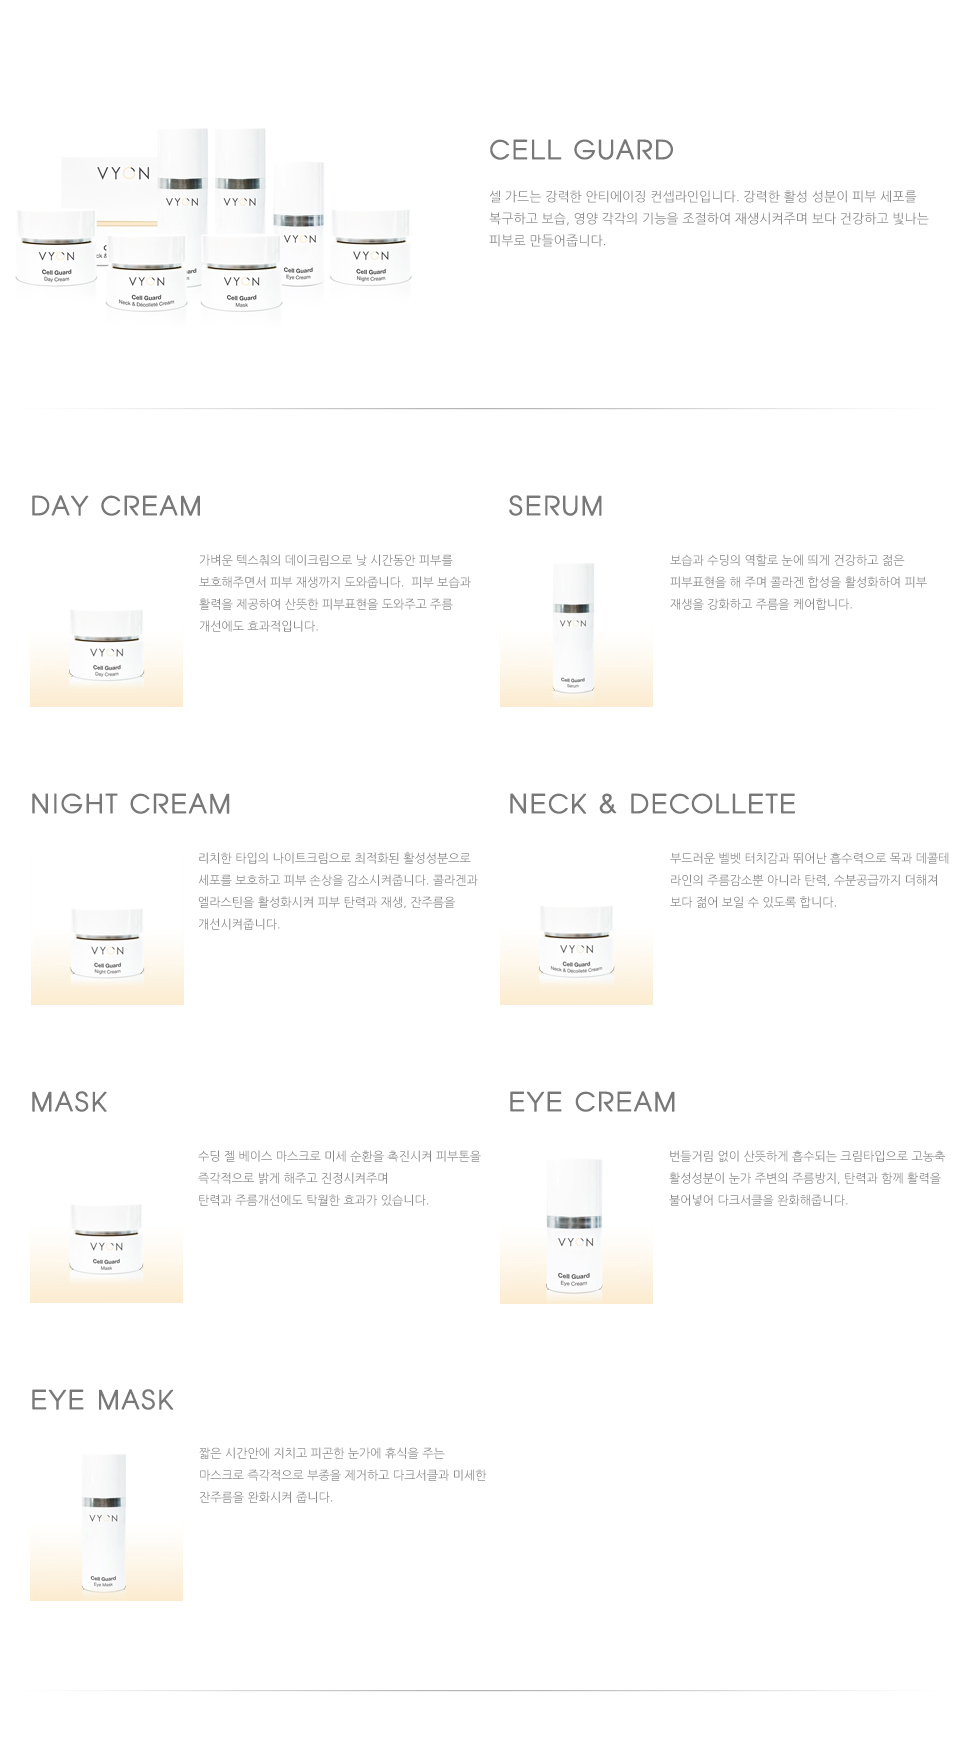 VYON
VYON
VYON
VYON
VYON
VYON
Cell Guard
Day Cream
Cell Guard
Eye Cream
Cell Guard
Night Cream
VYON
VYON
Cell Guard
Neck & Décolleté Cream
Cell Guard
Mask
CELL GUARD
셀 가드는 강력한 안티에이징 컨셉라인입니다. 강력한 활성 성분이 피부 세포를
복구하고 보습, 영양 각각의 기능을 조절하여 재생시켜주며 보다 건강하고 빛나는
피부로 만들어줍니다.
DAY CREAM
가벼운 텍스춰의 데이크림으로 낮 시간동안 피부를
보호해주면서 피부 재생까지 도와줍니다. 피부 보습과
활력을 제공하여 산뜻한 피부표현을 도와주고 주름
개선에도 효과적입니다.
VYON
Cell Guard
Day Cream
SERUM
보습과 수딩의 역할로 눈에 띄게 건강하고 젊은
피부표현을 해 주며 콜라겐 합성을 활성화하여 피부
재생을 강화하고 주름을 케어합니다.
VYON
Cell Guard
Serum
NIGHT CREAM
리치한 타입의 나이트크림으로 최적화된 활성성분으로
세포를 보호하고 피부 손상을 감소시켜줍니다. 콜라겐과
엘라스틴을 활성화시켜 피부 탄력과 재생, 잔주름을
개선시켜줍니다.
VYON
Cell Guard
Night Cream
NECK & DECOLLETE
부드러운 벨벳 터치감과 뛰어난 흡수력으로 목과 데콜테
라인의 주름감소뿐 아니라 탄력, 수분공급까지 더해져
보다 젊어 보일 수 있도록 합니다.
VYON
Cell Guard
Neck & Décolleté Cream
MASK
수딩 젤 베이스 마스크로 미세 순환을 촉진시켜 피부톤을
즉각적으로 밝게 해주고 진정시켜주며
탄력과 주름개선에도 탁월한 효과가 있습니다.
VYON
Cell Guard
Mask
EYE CREAM
번들거림 없이 산뜻하게 흡수되는 크림타입으로 고농축
활성성분이 눈가 주변의 주름방지, 탄력과 함께 활력을
불어넣어 다크서클을 완화해줍니다.
VYON
Cell Guard
Eye Cream
EYE MASK
짧은 시간안에 지치고 피곤한 눈가에 휴식을 주는
마스크로 즉각적으로 부종을 제거하고 다크서클과 미세한
잔주름을 완화시켜 줍니다.
VYON
Cell Guard
Eye Mask